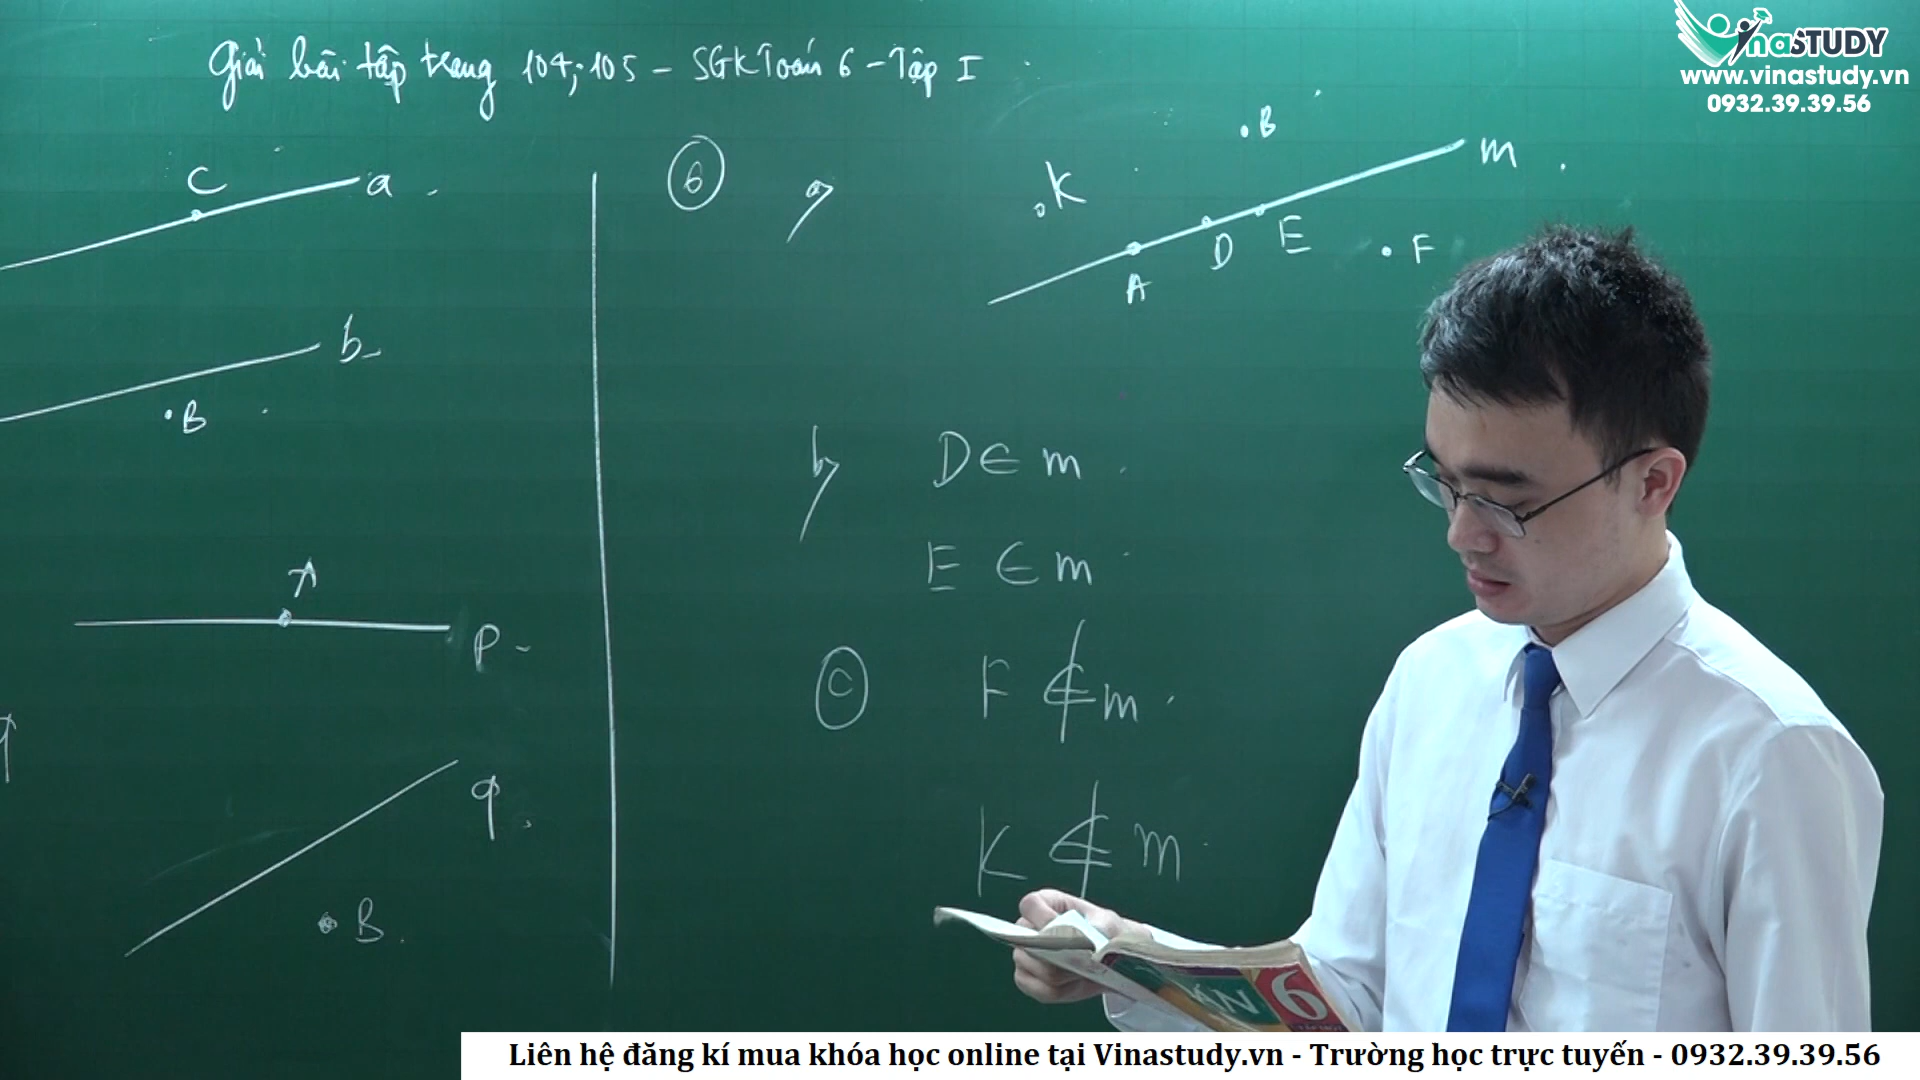 Giải bài tập trang 104; 105 - SGK Toán 6 - Tập I
C
a
b
B
A
p
q
B
6
a)
K
B
m
A
D
E
F
b)
D ∈ m
E ∈ m
c
F ∉ m
K ∉ m
6
VinaSTUDY
www.vinastudy.vn
0932.39.39.56
Liên hệ đăng kí mua khóa học online tại Vinastudy.vn - Trường học trực tuyến - 0932.39.39.56